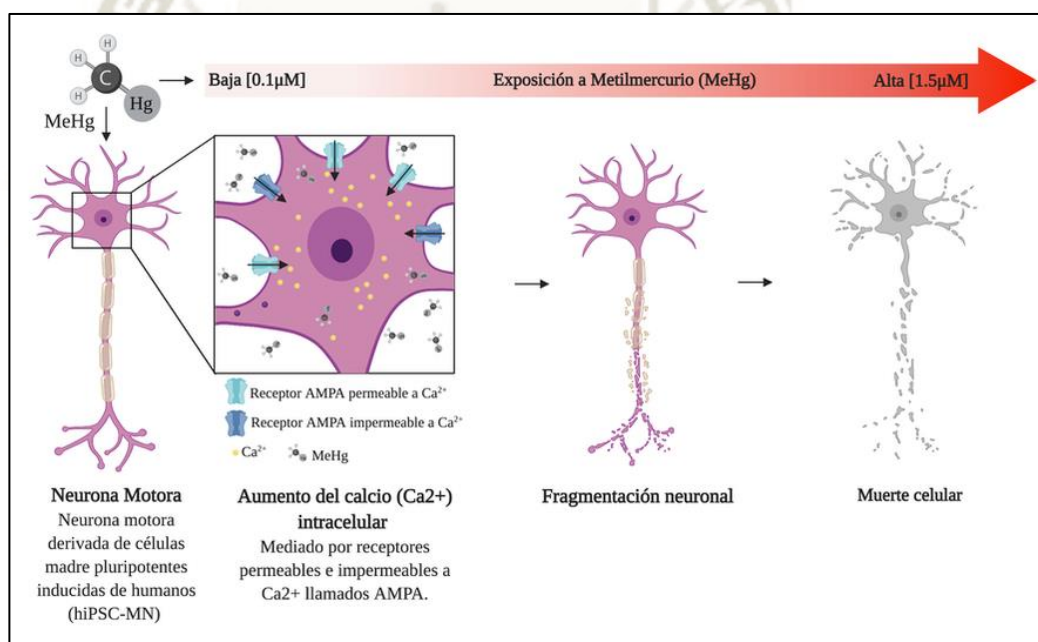 H
H
H
C
Hg
MeHg
Baja [0.1µM]
Exposición a Metilmercurio (MeHg)
Alta [1.5µM]
Receptor AMPA permeable a Ca²⁺
Receptor AMPA impermeable a Ca²⁺
Ca²⁺
MeHg
Neurona Motora
Neurona motora
derivada de células
madre pluripotentes
inducidas de humanos
(hiPSC-MN)
Aumento del calcio (Ca2+)
intracelular
Mediado por receptores
permeables e impermeables a
Ca2+ llamados AMPA.
Fragmentación neuronal
Muerte celular